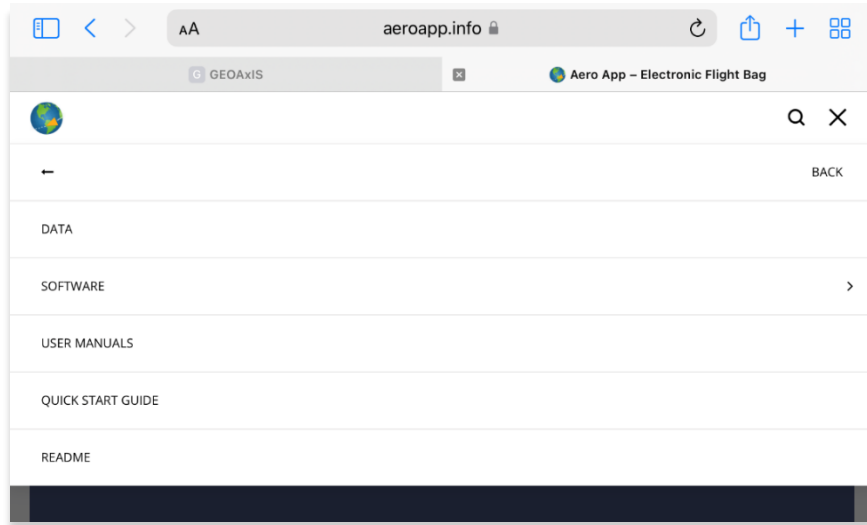 AA aeroapp.info
G GEOAxIS
Aero App – Electronic Flight Bag
BACK
DATA
SOFTWARE
USER MANUALS
QUICK START GUIDE
README